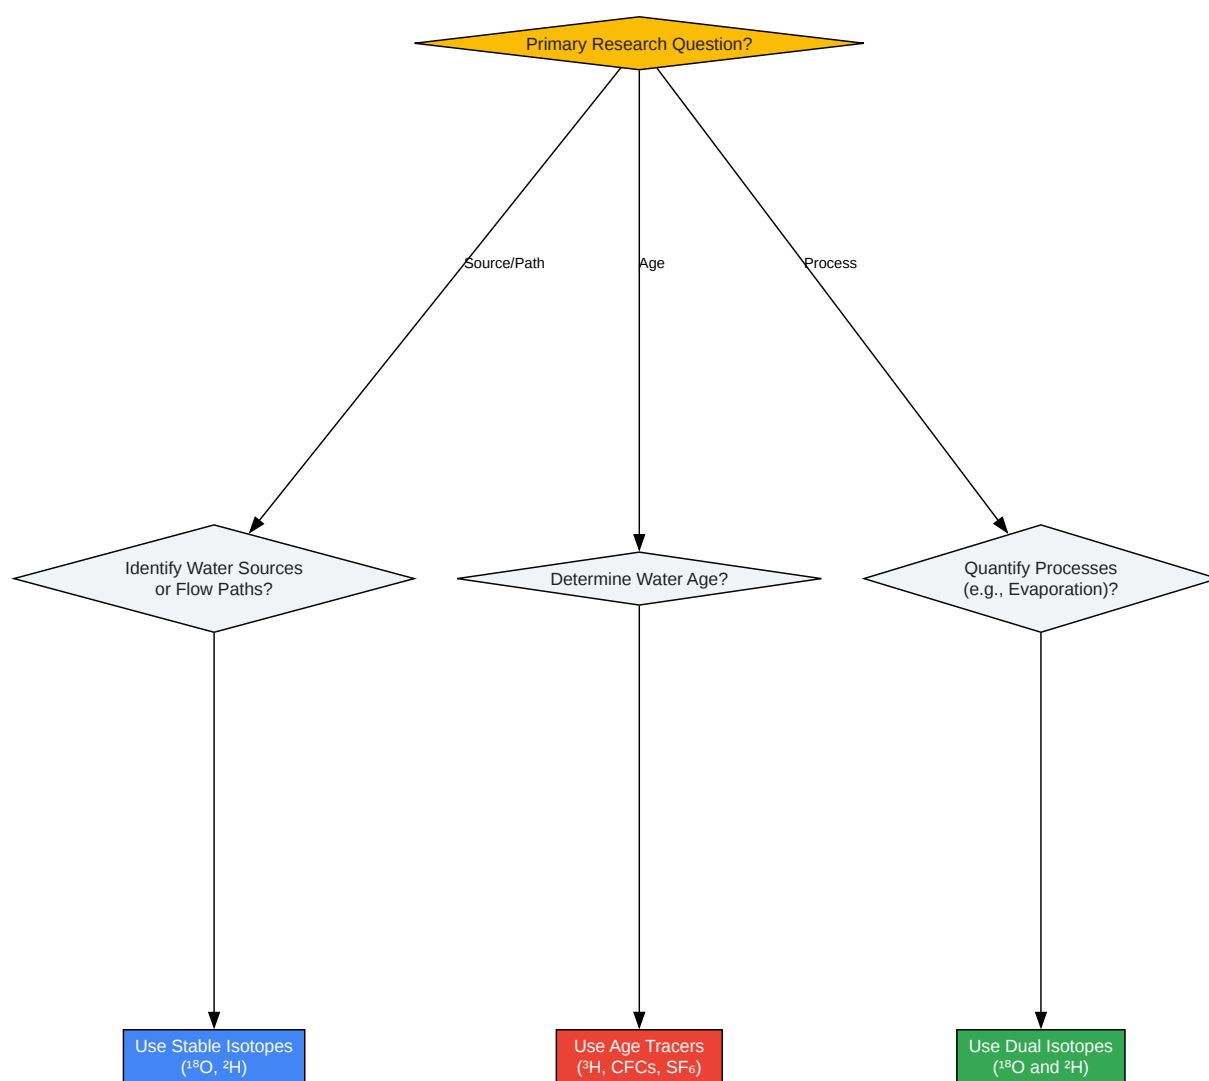 Primary Research Question?
Source/Path
Age
Process
Identify Water Sources
or Flow Paths?
Determine Water Age?
Quantify Processes
(e.g., Evaporation)?
Use Stable Isotopes
(¹⁸O, ²H)
Use Age Tracers
(³H, CFCs, SF₆)
Use Dual Isotopes
(¹⁸O and ²H)